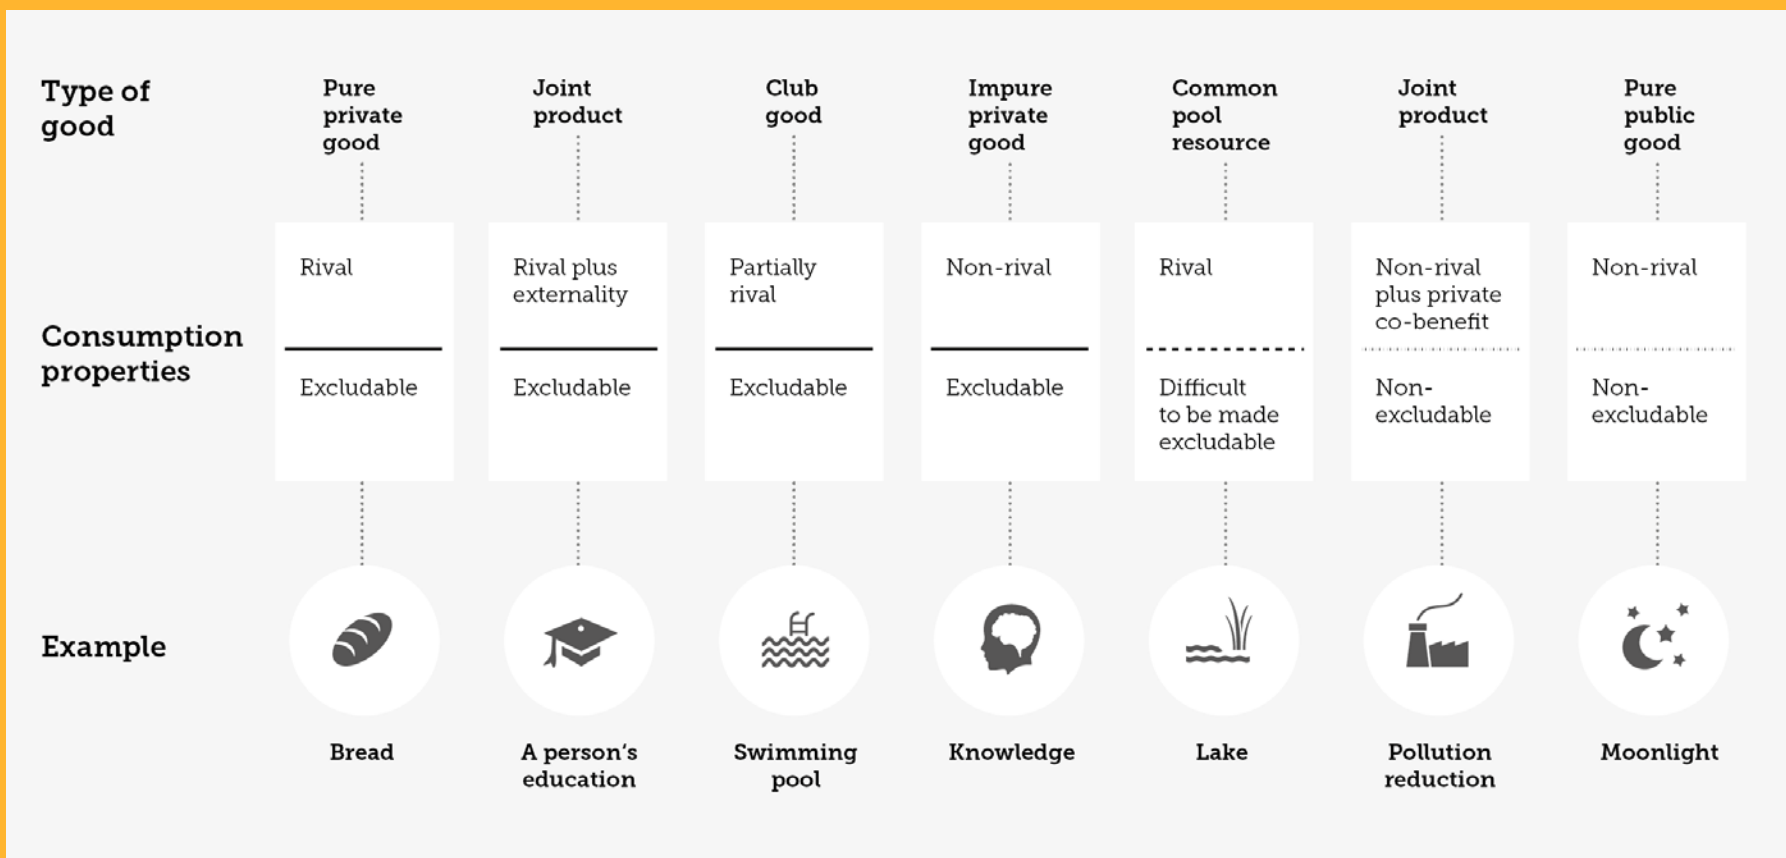 Type of
good
Pure
private
good
Joint
product
Club
good
Impure
private
good
Common
pool
resource
Joint
product
Pure
public
good
Consumption
properties
Rival
Excludable
Rival plus
externality
Excludable
Partially
rival
Excludable
Non-rival
Excludable
Rival
Difficult
to be made
excludable
Non-rival
plus private
co-benefit
Non-
excludable
Non-rival
Non-
excludable
Example
Bread
A person‘s
education
Swimming
pool
Knowledge
Lake
Pollution
reduction
Moonlight